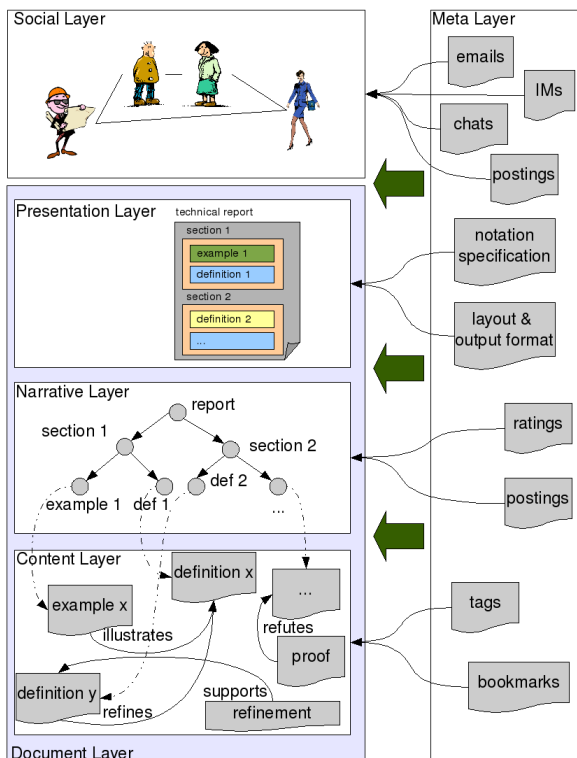 Social Layer
Meta Layer
emails
IMs
chats
postings
Presentation Layer
technical report
section 1
example 1
definition 1
section 2
definition 2
...
notation
specification
layout &
output format
Narrative Layer
report
section 1
section 2
example 1
def 1
def 2
...
ratings
postings
Content Layer
definition x
...
example x
illustrates
refutes
proof
definition y
refines
supports
refinement
tags
bookmarks
Document Layer